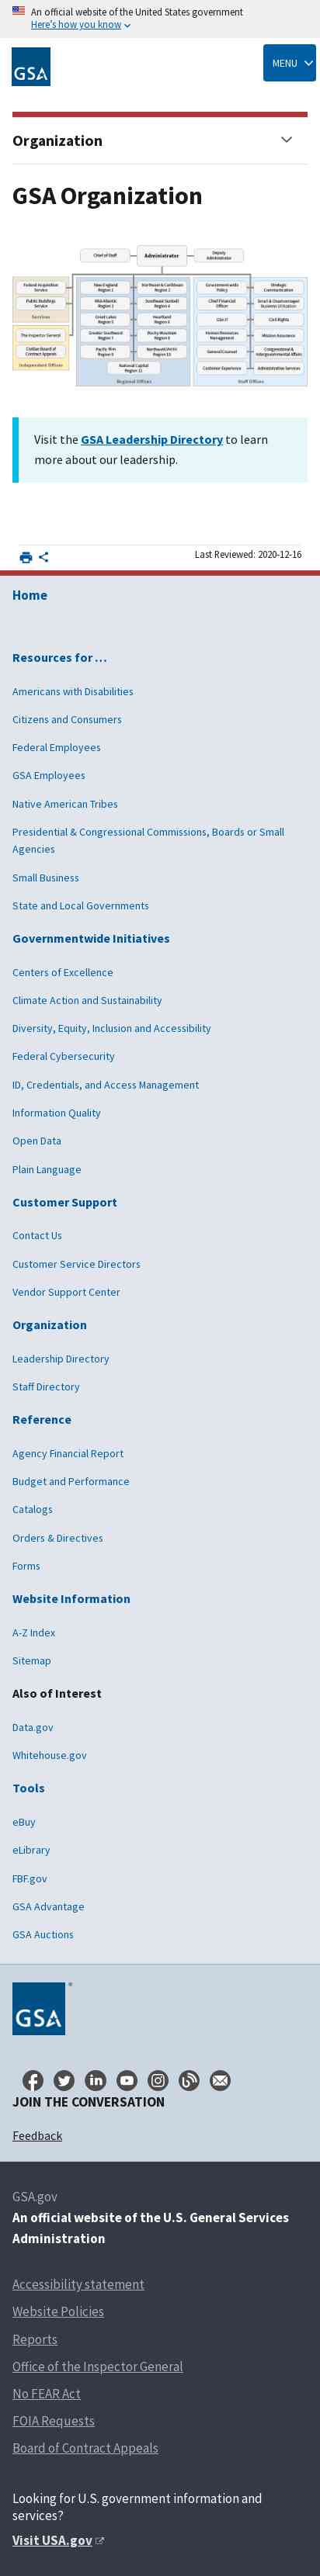 An official website of the United States government
Here's how you know
GSA
MENU
Organization
GSA Organization
Chief of Staff
Administrator
Deputy
Administrator
Federal Acquisition
Service
Public Buildings
Service
Services
The Inspector General
Civilian Board of
Contract Appeals
Independent Offices
New England
Region 1
Northeast & Caribbean
Region 2
Mid-Atlantic
Region 3
Southeast Sunbelt
Region 4
Great Lakes
Region 5
Heartland
Region 6
Greater Southwest
Region 7
Rocky Mountain
Region 8
Pacific Rim
Region 9
Northwest/Arctic
Region 10
National Capital
Region 11
Regional Offices
Governmentwide
Policy
Strategic
Communication
Chief Financial
Officer
Small & Disadvantaged
Business Utilization
GSA IT
Civil Rights
Human Resources
Management
Mission Assurance
General Counsel
Congressional &
Intergovernmental Affairs
Customer Experience
Administrative Services
Staff Offices
Visit the GSA Leadership Directory to learn
more about our leadership.
Last Reviewed: 2020-12-16
Home
Resources for …
Americans with Disabilities
Citizens and Consumers
Federal Employees
GSA Employees
Native American Tribes
Presidential & Congressional Commissions, Boards or Small
Agencies
Small Business
State and Local Governments
Governmentwide Initiatives
Centers of Excellence
Climate Action and Sustainability
Diversity, Equity, Inclusion and Accessibility
Federal Cybersecurity
ID, Credentials, and Access Management
Information Quality
Open Data
Plain Language
Customer Support
Contact Us
Customer Service Directors
Vendor Support Center
Organization
Leadership Directory
Staff Directory
Reference
Agency Financial Report
Budget and Performance
Catalogs
Orders & Directives
Forms
Website Information
A-Z Index
Sitemap
Also of Interest
Data.gov
Whitehouse.gov
Tools
eBuy
eLibrary
FBF.gov
GSA Advantage
GSA Auctions
GSA
JOIN THE CONVERSATION
Feedback
GSA.gov
An official website of the U.S. General Services
Administration
Accessibility statement
Website Policies
Reports
Office of the Inspector General
No FEAR Act
FOIA Requests
Board of Contract Appeals
Looking for U.S. government information and
services?
Visit USA.gov